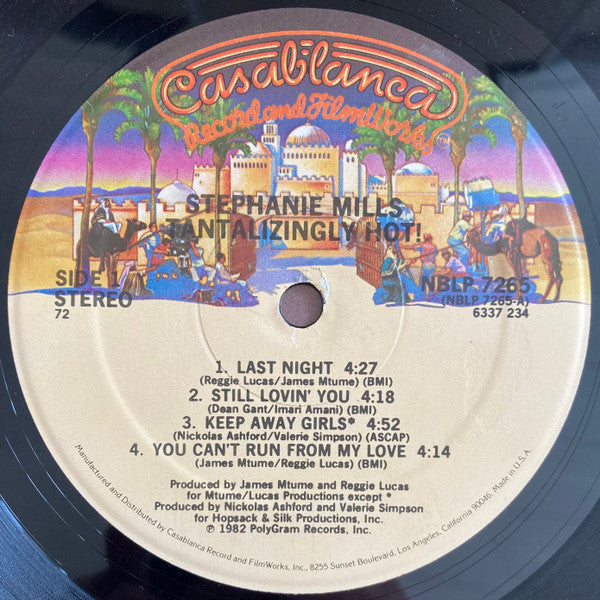 Casablanca
Record and FilmWorks™
STEPHANIE MILLS
TANTALIZINGLY HOT!
SIDE 1
STEREO
72
NBLP 7265
(NBLP 7265-A)
6337 234
1. LAST NIGHT 4:27
(Reggie Lucas/James Mtume) (BMI)
2. STILL LOVIN' YOU 4:18
(Dean Gant/Imari Amani) (BMI)
3. KEEP AWAY GIRLS* 4:52
(Nickolas Ashford/Valerie Simpson) (ASCAP)
4. YOU CAN'T RUN FROM MY LOVE 4:14
(James Mtume/Reggie Lucas) (BMI)
Produced by James Mtume and Reggie Lucas
for Mtume/Lucas Productions except *
Produced by Nickolas Ashford and Valerie Simpson
for Hopsack & Silk Productions, Inc.
℗ 1982 PolyGram Records, Inc.
Manufactured and Distributed by Casablanca Record and FilmWorks, Inc., 8255 Sunset Boulevard, Los Angeles, California 90046. Made in U.S.A.